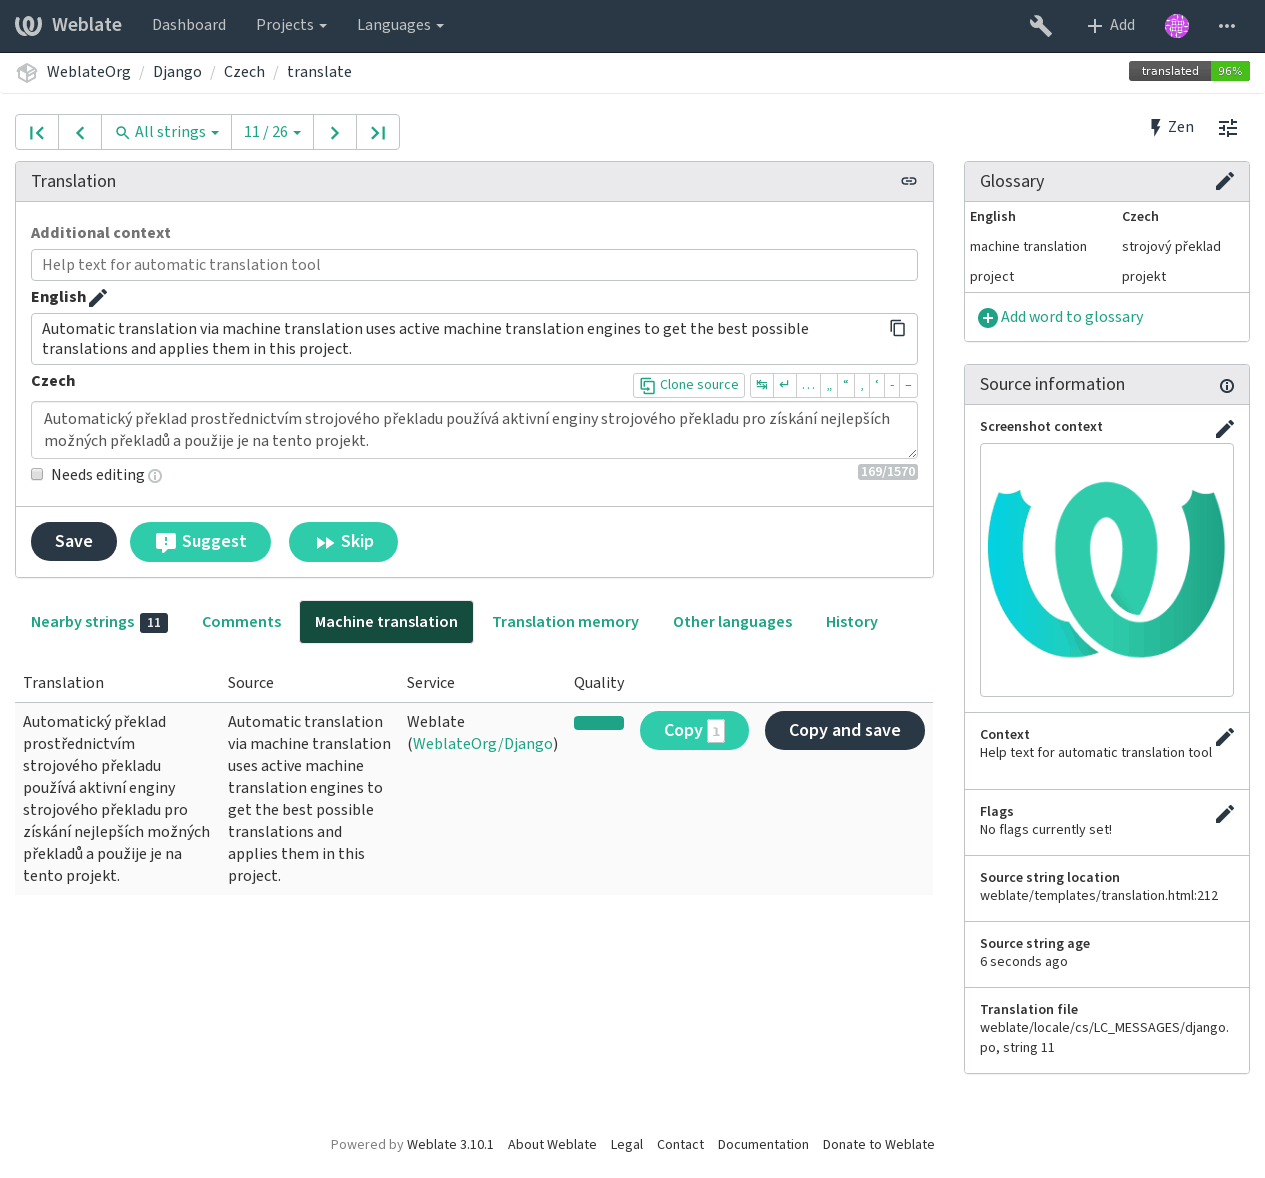 Weblate Dashboard Projects Languages Add
WeblateOrg / Django / Czech / translate translated 96%
All strings 11 / 26 Zen
Translation
Additional context
Help text for automatic translation tool
English
Automatic translation via machine translation uses active machine translation engines to get the best possible
translations and applies them in this project.
Czech Clone source ↹ ↵ … „ “ ‚ ‘ - –
Automatický překlad prostřednictvím strojového překladu používá aktivní enginy strojového překladu pro získání nejlepších
možných překladů a použije je na tento projekt.
Needs editing 169/1570
Save Suggest Skip
Nearby strings 11 Comments Machine translation Translation memory Other languages History
Translation Source Service Quality
Automatický překlad
prostřednictvím
strojového překladu
používá aktivní enginy
strojového překladu pro
získání nejlepších možných
překladů a použije je na
tento projekt.
Automatic translation
via machine translation
uses active machine
translation engines to
get the best possible
translations and
applies them in this
project.
Weblate
(WeblateOrg/Django)
Copy 1 Copy and save
Glossary
English Czech
machine translation strojový překlad
project projekt
Add word to glossary
Source information
Screenshot context
Context
Help text for automatic translation tool
Flags
No flags currently set!
Source string location
weblate/templates/translation.html:212
Source string age
6 seconds ago
Translation file
weblate/locale/cs/LC_MESSAGES/django.
po, string 11
Powered by Weblate 3.10.1 About Weblate Legal Contact Documentation Donate to Weblate